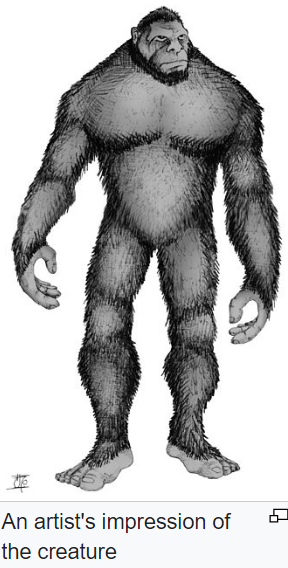 An artist's impression of
the creature